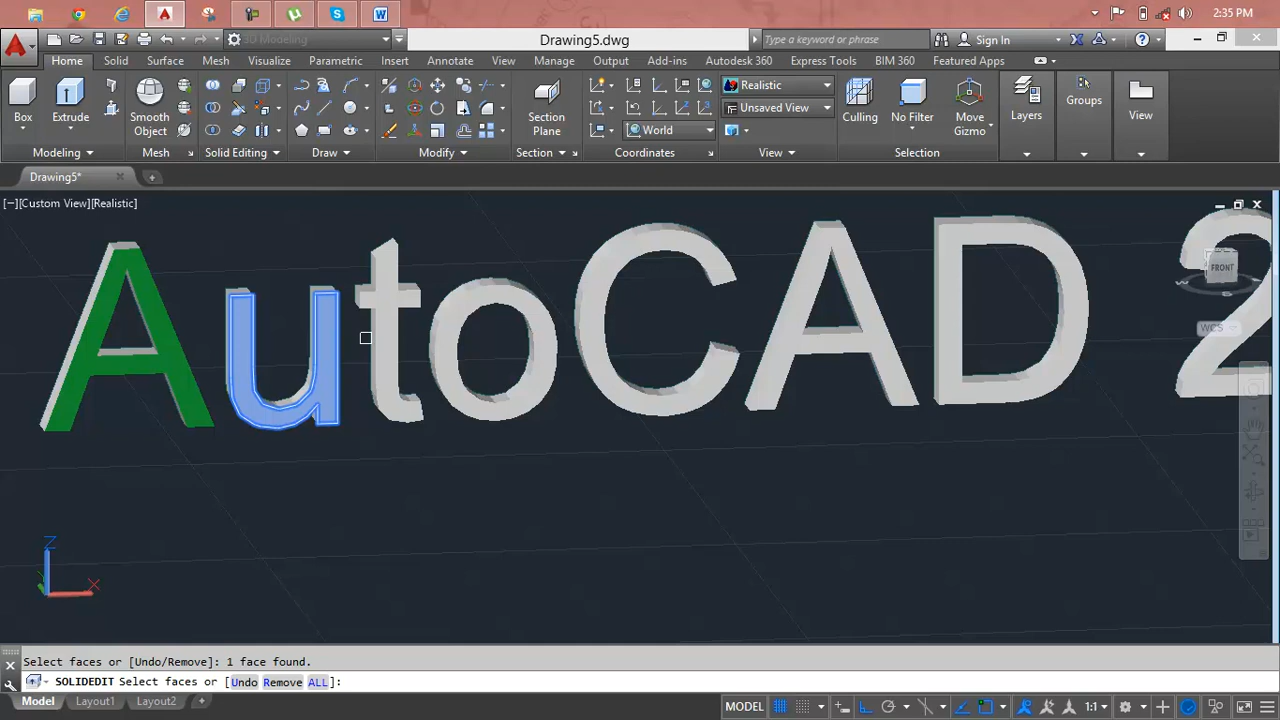 2:35 PM
3D Modeling
Drawing5.dwg
Type a keyword or phrase
Sign In
Home Solid Surface Mesh Visualize Parametric Insert Annotate View Manage Output Add-ins Autodesk 360 Express Tools BIM 360 Featured Apps
Box
Extrude
Smooth
Object
Section
Plane
Realistic
Unsaved View
World
Culling
No Filter
Move
Gizmo
Layers
Groups
View
Modeling
Mesh
Solid Editing
Draw
Modify
Section
Coordinates
View
Selection
Drawing5*
[−][Custom View][Realistic]
AutoCAD 2
FRONT
WCS
Z
X
Select faces or [Undo/Remove]: 1 face found.
SOLIDEDIT Select faces or [Undo Remove ALL]:
Model Layout1 Layout2
MODEL
1:1